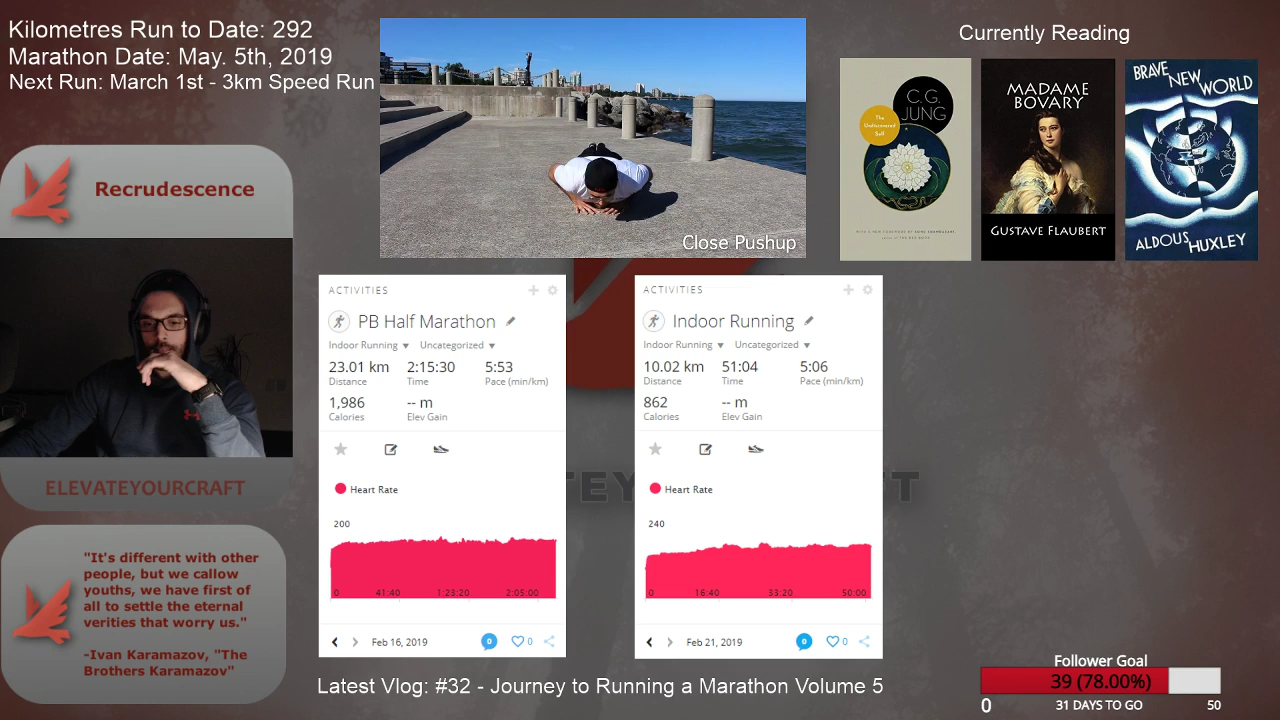 Kilometres Run to Date: 292
Marathon Date: May. 5th, 2019
Next Run: March 1st - 3km Speed Run
Recrudescence
ELEVATEYOURCRAFT
"It's different with other
people, but we callow
youths, we have first of
all to settle the eternal
verities that worry us."
-Ivan Karamazov, "The
Brothers Karamazov"
Close Pushup
Currently Reading
C.G.
JUNG
The
Undiscovered
Self
MADAME
BOVARY
GUSTAVE FLAUBERT
BRAVE NEW WORLD
ALDOUS HUXLEY
ACTIVITIES
PB Half Marathon
Indoor Running Uncategorized
23.01 km 2:15:30 5:53
Distance Time Pace (min/km)
1,986 -- m
Calories Elev Gain
Heart Rate
200
0 41:40 1:23:20 2:05:00
Feb 16, 2019 0 0
ACTIVITIES
Indoor Running
Indoor Running Uncategorized
10.02 km 51:04 5:06
Distance Time Pace (min/km)
862 -- m
Calories Elev Gain
Heart Rate
240
0 16:40 33:20 50:00
Feb 21, 2019 0 0
Latest Vlog: #32 - Journey to Running a Marathon Volume 5
Follower Goal
39 (78.00%)
0 31 DAYS TO GO 50